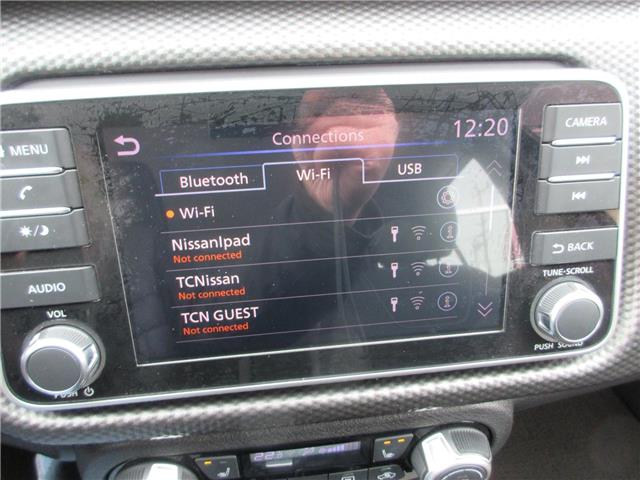 MENU
AUDIO
VOL
PUSH
Connections
12:20
Bluetooth
Wi-Fi
USB
Wi-Fi
NissanIpad
Not connected
TCNissan
Not connected
TCN GUEST
Not connected
CAMERA
BACK
TUNE·SCROLL
PUSH SOUND